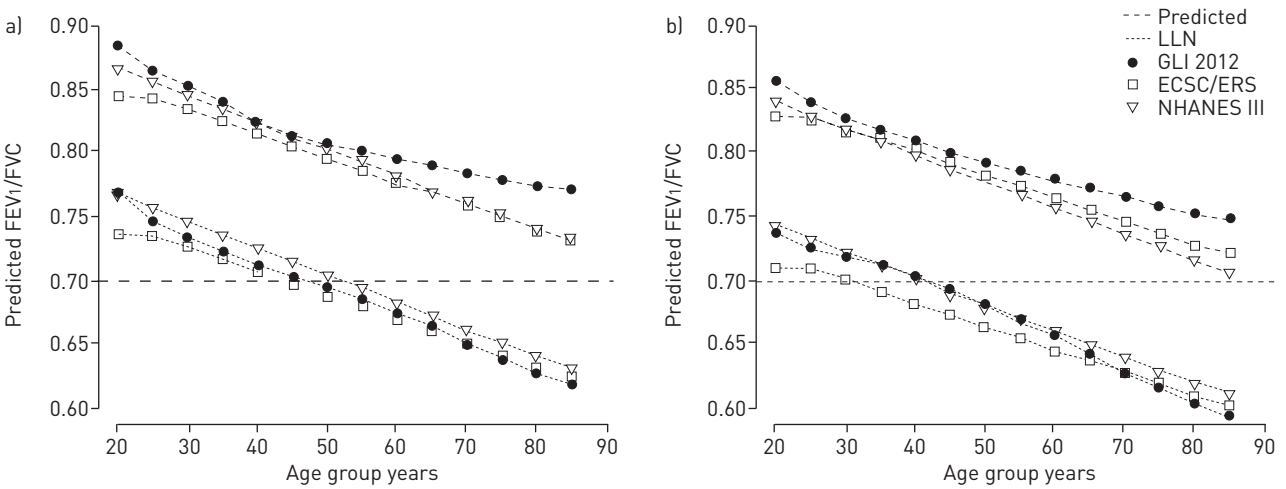 a)
Predicted FEV1/FVC
0.90
0.85
0.80
0.75
0.70
0.65
0.60
20 30 40 50 60 70 80 90
Age group years
b)
Predicted FEV1/FVC
0.90
0.85
0.80
0.75
0.70
0.65
0.60
20 30 40 50 60 70 80 90
Age group years
Predicted
LLN
GLI 2012
ECSC/ERS
NHANES III